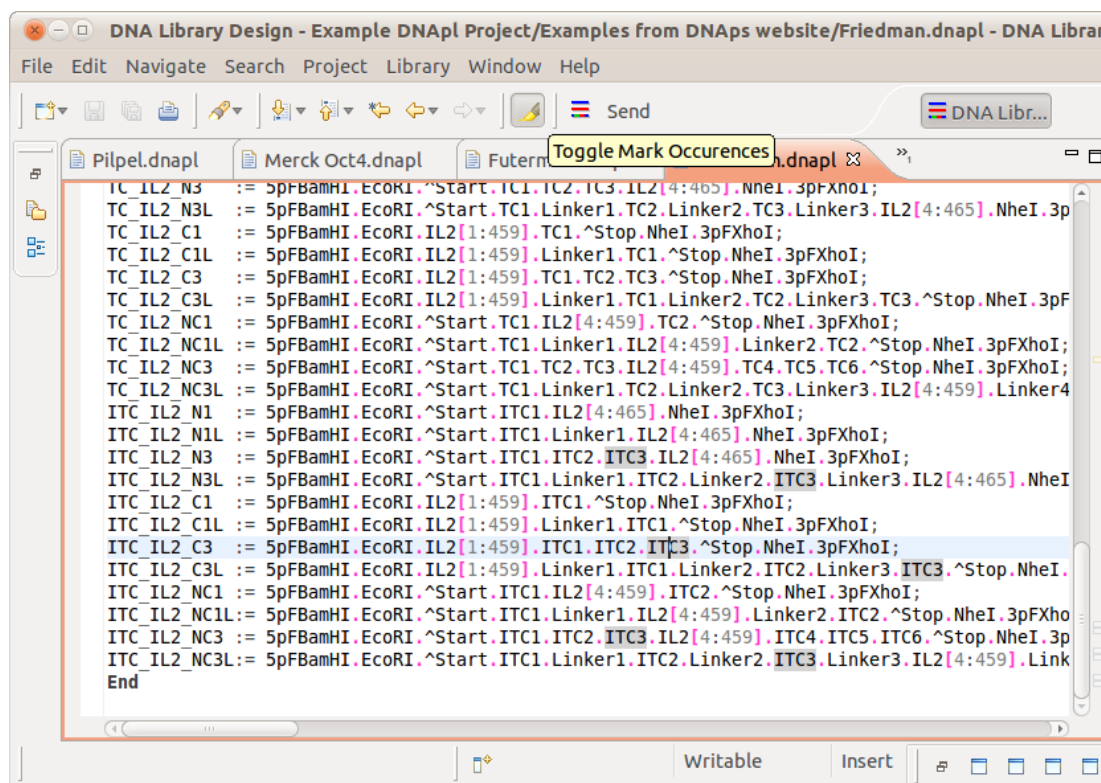 DNA Library Design - Example DNApl Project/Examples from DNAps website/Friedman.dnapl - DNA Librar
File Edit Navigate Search Project Library Window Help
Send
DNA Libr...
Toggle Mark Occurences
Pilpel.dnapl
Merck Oct4.dnapl
Futerm
n.dnapl
»1
TC_IL2_N3 := 5pFBamHI.EcoRI.^Start.TC1.TC2.TC3.IL2[4:465].NheI.3pFXhoI;
TC_IL2_N3L := 5pFBamHI.EcoRI.^Start.TC1.Linker1.TC2.Linker2.TC3.Linker3.IL2[4:465].NheI.3p
TC_IL2_C1 := 5pFBamHI.EcoRI.IL2[1:459].TC1.^Stop.NheI.3pFXhoI;
TC_IL2_C1L := 5pFBamHI.EcoRI.IL2[1:459].Linker1.TC1.^Stop.NheI.3pFXhoI;
TC_IL2_C3 := 5pFBamHI.EcoRI.IL2[1:459].TC1.TC2.TC3.^Stop.NheI.3pFXhoI;
TC_IL2_C3L := 5pFBamHI.EcoRI.IL2[1:459].Linker1.TC1.Linker2.TC2.Linker3.TC3.^Stop.NheI.3pF
TC_IL2_NC1 := 5pFBamHI.EcoRI.^Start.TC1.IL2[4:459].TC2.^Stop.NheI.3pFXhoI;
TC_IL2_NC1L := 5pFBamHI.EcoRI.^Start.TC1.Linker1.IL2[4:459].Linker2.TC2.^Stop.NheI.3pFXhoI;
TC_IL2_NC3 := 5pFBamHI.EcoRI.^Start.TC1.TC2.TC3.IL2[4:459].TC4.TC5.TC6.^Stop.NheI.3pFXhoI;
TC_IL2_NC3L := 5pFBamHI.EcoRI.^Start.TC1.Linker1.TC2.Linker2.TC3.Linker3.IL2[4:459].Linker4
ITC_IL2_N1 := 5pFBamHI.EcoRI.^Start.ITC1.IL2[4:465].NheI.3pFXhoI;
ITC_IL2_N1L := 5pFBamHI.EcoRI.^Start.ITC1.Linker1.IL2[4:465].NheI.3pFXhoI;
ITC_IL2_N3 := 5pFBamHI.EcoRI.^Start.ITC1.ITC2.ITC3.IL2[4:465].NheI.3pFXhoI;
ITC_IL2_N3L := 5pFBamHI.EcoRI.^Start.ITC1.Linker1.ITC2.Linker2.ITC3.Linker3.IL2[4:465].NheI
ITC_IL2_C1 := 5pFBamHI.EcoRI.IL2[1:459].ITC1.^Stop.NheI.3pFXhoI;
ITC_IL2_C1L := 5pFBamHI.EcoRI.IL2[1:459].Linker1.ITC1.^Stop.NheI.3pFXhoI;
ITC_IL2_C3 := 5pFBamHI.EcoRI.IL2[1:459].ITC1.ITC2.ITC3.^Stop.NheI.3pFXhoI;
ITC_IL2_C3L := 5pFBamHI.EcoRI.IL2[1:459].Linker1.ITC1.Linker2.ITC2.Linker3.ITC3.^Stop.NheI.
ITC_IL2_NC1 := 5pFBamHI.EcoRI.^Start.ITC1.IL2[4:459].ITC2.^Stop.NheI.3pFXhoI;
ITC_IL2_NC1L:= 5pFBamHI.EcoRI.^Start.ITC1.Linker1.IL2[4:459].Linker2.ITC2.^Stop.NheI.3pFXho
ITC_IL2_NC3 := 5pFBamHI.EcoRI.^Start.ITC1.ITC2.ITC3.IL2[4:459].ITC4.ITC5.ITC6.^Stop.NheI.3p
ITC_IL2_NC3L:= 5pFBamHI.EcoRI.^Start.ITC1.Linker1.ITC2.Linker2.ITC3.Linker3.IL2[4:459].Link
End
Writable
Insert